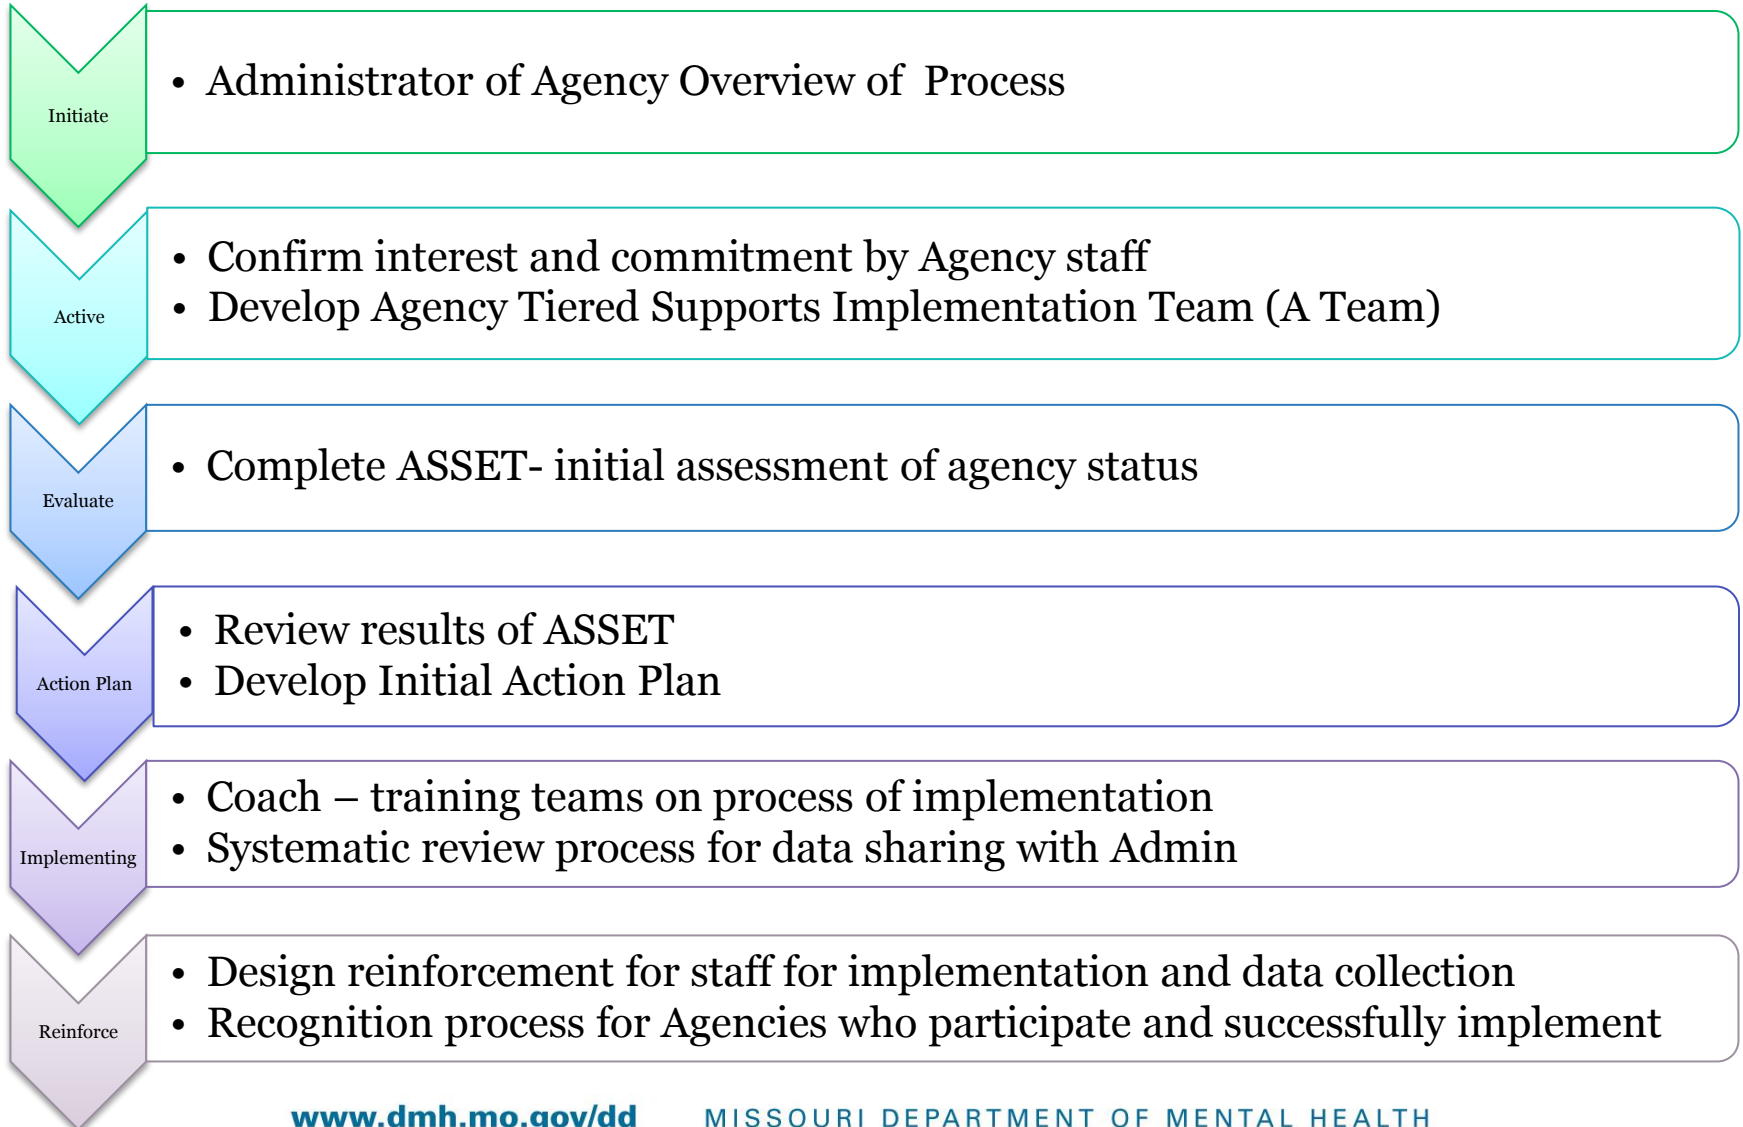 Initiate
• Administrator of Agency Overview of Process
Active
• Confirm interest and commitment by Agency staff
• Develop Agency Tiered Supports Implementation Team (A Team)
Evaluate
• Complete ASSET- initial assessment of agency status
Action Plan
• Review results of ASSET
• Develop Initial Action Plan
Implementing
• Coach – training teams on process of implementation
• Systematic review process for data sharing with Admin
Reinforce
• Design reinforcement for staff for implementation and data collection
• Recognition process for Agencies who participate and successfully implement
www.dmh.mo.gov/dd MISSOURI DEPARTMENT OF MENTAL HEALTH